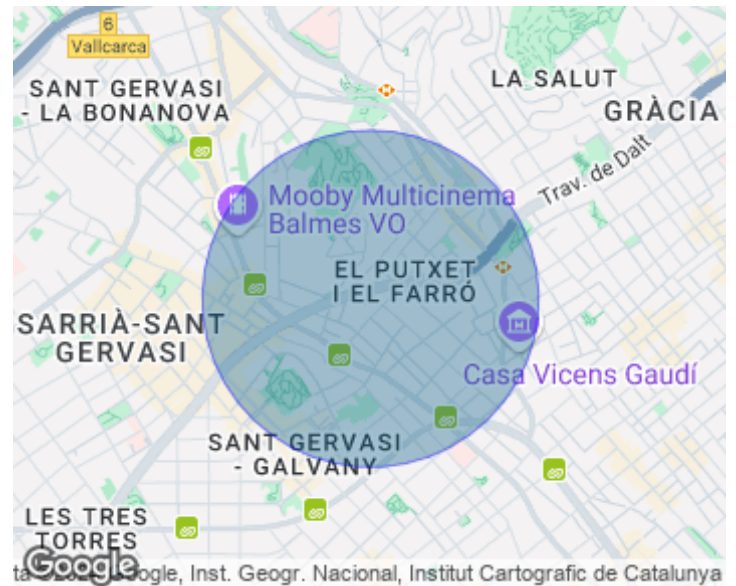 6
Vallcarca
SANT GERVASI
- LA BONANOVA
LA SALUT
GRÀCIA
Trav. de Dalt
Mooby Multicinema
Balmes VO
EL PUTXET
I EL FARRÓ
SARRIÀ-SANT
GERVASI
Casa Vicens Gaudí
SANT GERVASI
- GALVANY
LES TRES
TORRES
Google
Google, Inst. Geogr. Nacional, Institut Cartografic de Catalunya